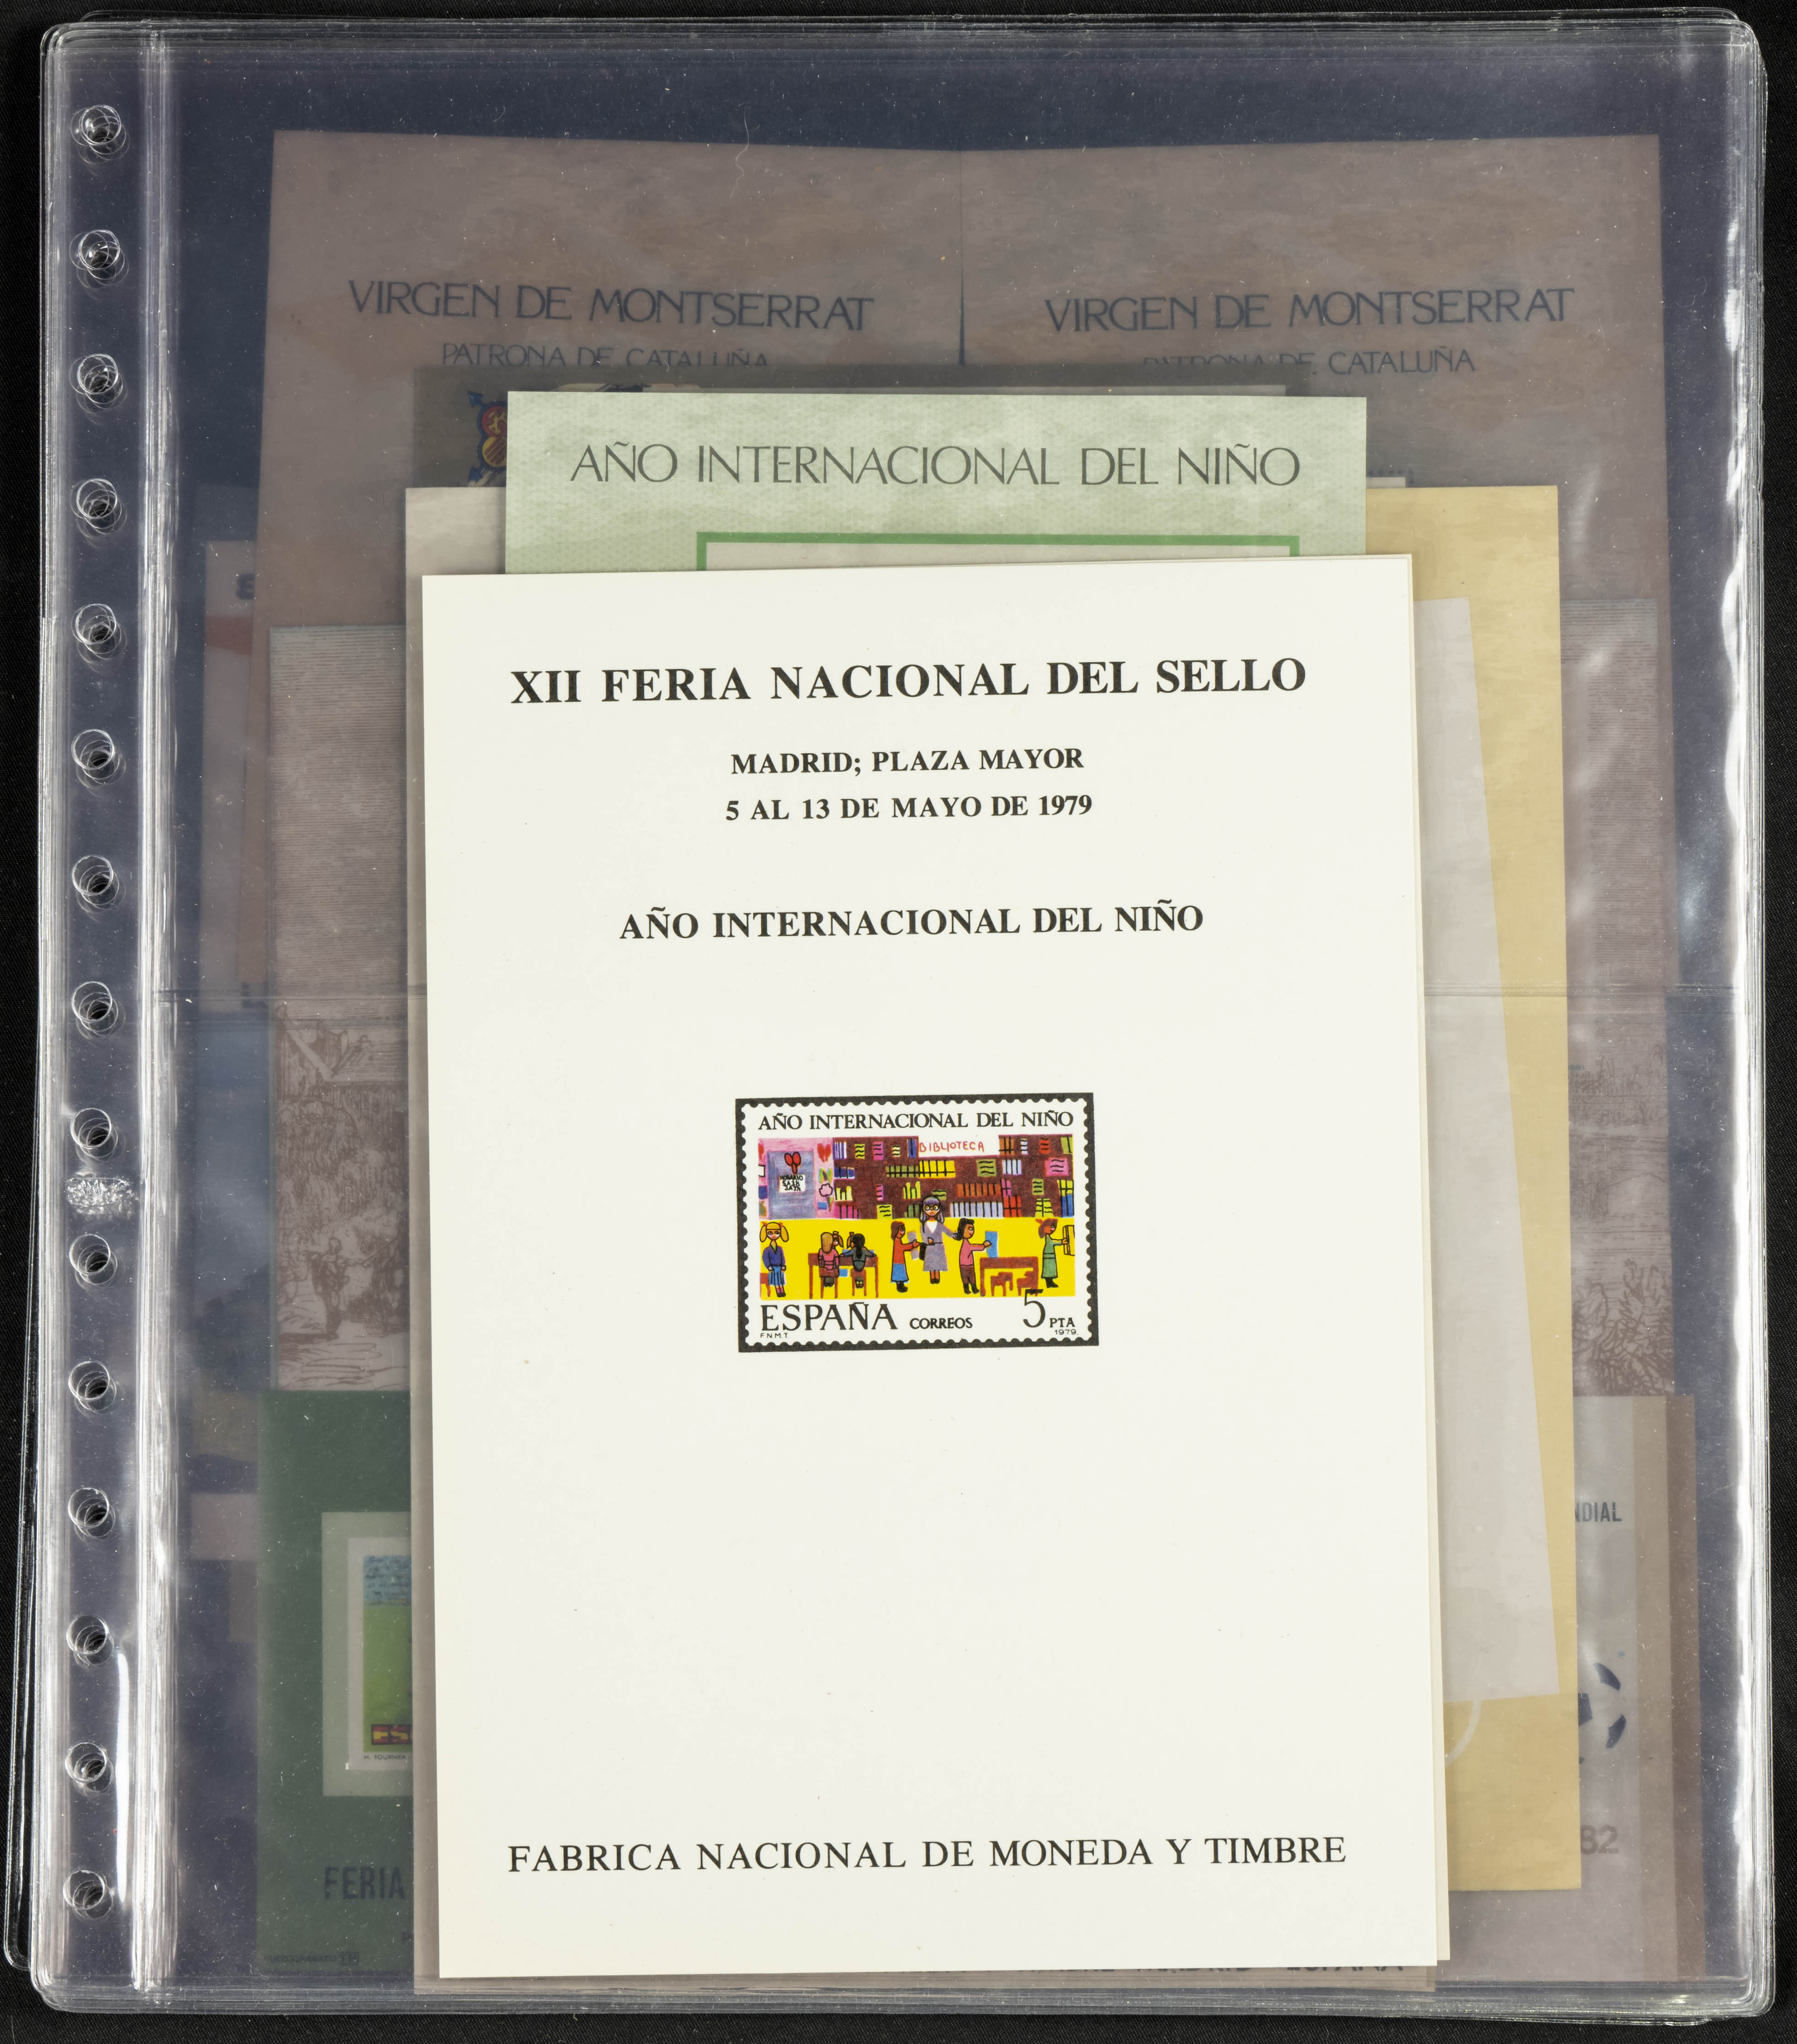 VIRGEN DE MONTSERRAT
PATRONA DE CATALUÑA
VIRGEN DE MONTSERRAT
PATRONA DE CATALUÑA
AÑO INTERNACIONAL DEL NIÑO
XII FERIA NACIONAL DEL SELLO
MADRID; PLAZA MAYOR
5 AL 13 DE MAYO DE 1979
AÑO INTERNACIONAL DEL NIÑO
AÑO INTERNACIONAL DEL NIÑO
BIBLIOTECA
ESPAÑA CORREOS 5 PTA
F.N.M.T. 1979
FABRICA NACIONAL DE MONEDA Y TIMBRE
NDIAL
82
FERIA